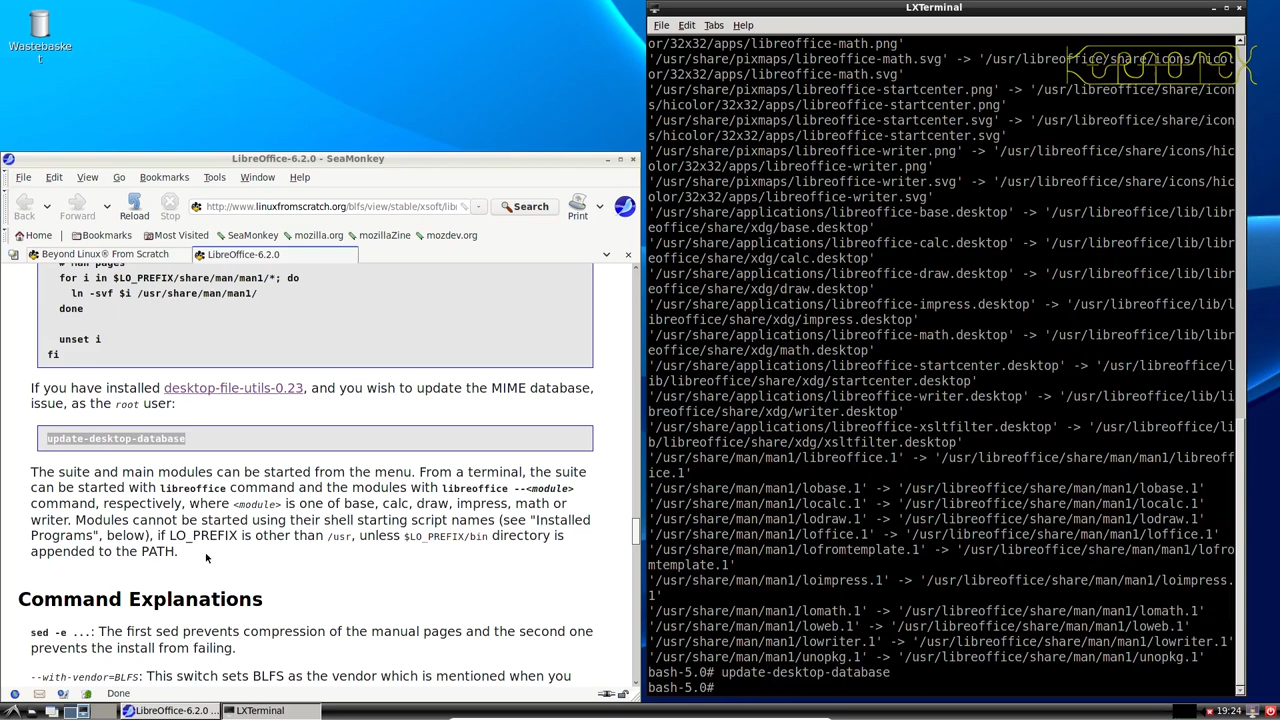 Wastebaske
t
LibreOffice-6.2.0 - SeaMonkey
File Edit View Go Bookmarks Tools Window Help
Back Forward Reload Stop http://www.linuxfromscratch.org/blfs/view/stable/xsoft/lib Search Print
Home Bookmarks Most Visited SeaMonkey mozilla.org mozillaZine mozdev.org
Beyond Linux® From Scratch LibreOffice-6.2.0
# Man pages
for i in $LO_PREFIX/share/man/man1/*; do
ln -svf $i /usr/share/man/man1/
done
unset i
fi
If you have installed desktop-file-utils-0.23, and you wish to update the MIME database,
issue, as the root user:
update-desktop-database
The suite and main modules can be started from the menu. From a terminal, the suite
can be started with libreoffice command and the modules with libreoffice --<module>
command, respectively, where <module> is one of base, calc, draw, impress, math or
writer. Modules cannot be started using their shell starting script names (see "Installed
Programs", below), if LO_PREFIX is other than /usr, unless $LO_PREFIX/bin directory is
appended to the PATH.
Command Explanations
sed -e ...: The first sed prevents compression of the manual pages and the second one
prevents the install from failing.
--with-vendor=BLFS: This switch sets BLFS as the vendor which is mentioned when you
Done
LXTerminal
File Edit Tabs Help
or/32x32/apps/libreoffice-math.png'
'/usr/share/pixmaps/libreoffice-math.svg' -> '/usr/libreoffice/share/icons/hicol
or/32x32/apps/libreoffice-math.svg'
'/usr/share/pixmaps/libreoffice-startcenter.png' -> '/usr/libreoffice/share/icon
s/hicolor/32x32/apps/libreoffice-startcenter.png'
'/usr/share/pixmaps/libreoffice-startcenter.svg' -> '/usr/libreoffice/share/icon
s/hicolor/32x32/apps/libreoffice-startcenter.svg'
'/usr/share/pixmaps/libreoffice-writer.png' -> '/usr/libreoffice/share/icons/hic
olor/32x32/apps/libreoffice-writer.png'
'/usr/share/pixmaps/libreoffice-writer.svg' -> '/usr/libreoffice/share/icons/hic
olor/32x32/apps/libreoffice-writer.svg'
'/usr/share/applications/libreoffice-base.desktop' -> '/usr/libreoffice/lib/libr
eoffice/share/xdg/base.desktop'
'/usr/share/applications/libreoffice-calc.desktop' -> '/usr/libreoffice/lib/libr
eoffice/share/xdg/calc.desktop'
'/usr/share/applications/libreoffice-draw.desktop' -> '/usr/libreoffice/lib/libr
eoffice/share/xdg/draw.desktop'
'/usr/share/applications/libreoffice-impress.desktop' -> '/usr/libreoffice/lib/l
ibreoffice/share/xdg/impress.desktop'
'/usr/share/applications/libreoffice-math.desktop' -> '/usr/libreoffice/lib/libr
eoffice/share/xdg/math.desktop'
'/usr/share/applications/libreoffice-startcenter.desktop' -> '/usr/libreoffice/l
ib/libreoffice/share/xdg/startcenter.desktop'
'/usr/share/applications/libreoffice-writer.desktop' -> '/usr/libreoffice/lib/li
breoffice/share/xdg/writer.desktop'
'/usr/share/applications/libreoffice-xsltfilter.desktop' -> '/usr/libreoffice/li
b/libreoffice/share/xdg/xsltfilter.desktop'
'/usr/share/man/man1/libreoffice.1' -> '/usr/libreoffice/share/man/man1/libreoff
ice.1'
'/usr/share/man/man1/lobase.1' -> '/usr/libreoffice/share/man/man1/lobase.1'
'/usr/share/man/man1/localc.1' -> '/usr/libreoffice/share/man/man1/localc.1'
'/usr/share/man/man1/lodraw.1' -> '/usr/libreoffice/share/man/man1/lodraw.1'
'/usr/share/man/man1/loffice.1' -> '/usr/libreoffice/share/man/man1/loffice.1'
'/usr/share/man/man1/lofromtemplate.1' -> '/usr/libreoffice/share/man/man1/lofro
mtemplate.1'
'/usr/share/man/man1/loimpress.1' -> '/usr/libreoffice/share/man/man1/loimpress.
1'
'/usr/share/man/man1/lomath.1' -> '/usr/libreoffice/share/man/man1/lomath.1'
'/usr/share/man/man1/loweb.1' -> '/usr/libreoffice/share/man/man1/loweb.1'
'/usr/share/man/man1/lowriter.1' -> '/usr/libreoffice/share/man/man1/lowriter.1'
'/usr/share/man/man1/unopkg.1' -> '/usr/libreoffice/share/man/man1/unopkg.1'
bash-5.0# update-desktop-database
bash-5.0#
LibreOffice-6.2.0 ... LXTerminal 19:24